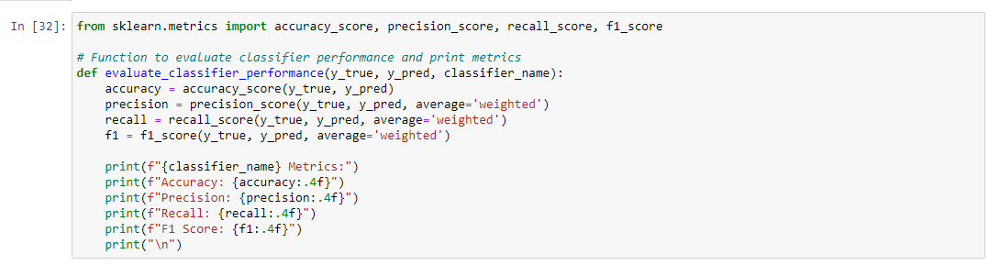 In [32]: from sklearn.metrics import accuracy_score, precision_score, recall_score, f1_score

# Function to evaluate classifier performance and print metrics
def evaluate_classifier_performance(y_true, y_pred, classifier_name):
    accuracy = accuracy_score(y_true, y_pred)
    precision = precision_score(y_true, y_pred, average='weighted')
    recall = recall_score(y_true, y_pred, average='weighted')
    f1 = f1_score(y_true, y_pred, average='weighted')

    print(f"{classifier_name} Metrics:")
    print(f"Accuracy: {accuracy:.4f}")
    print(f"Precision: {precision:.4f}")
    print(f"Recall: {recall:.4f}")
    print(f"F1 Score: {f1:.4f}")
    print("\n")